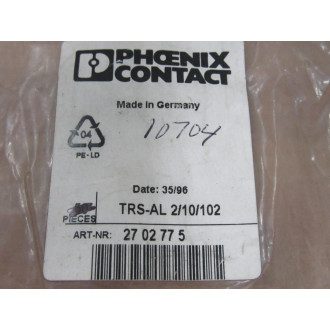 PHŒNIX
CONTACT
Made In Germany
10704
04
PE-LD
Date: 35/96
PIECES
TRS-AL 2/10/102
ART-NR: 27 02 77 5